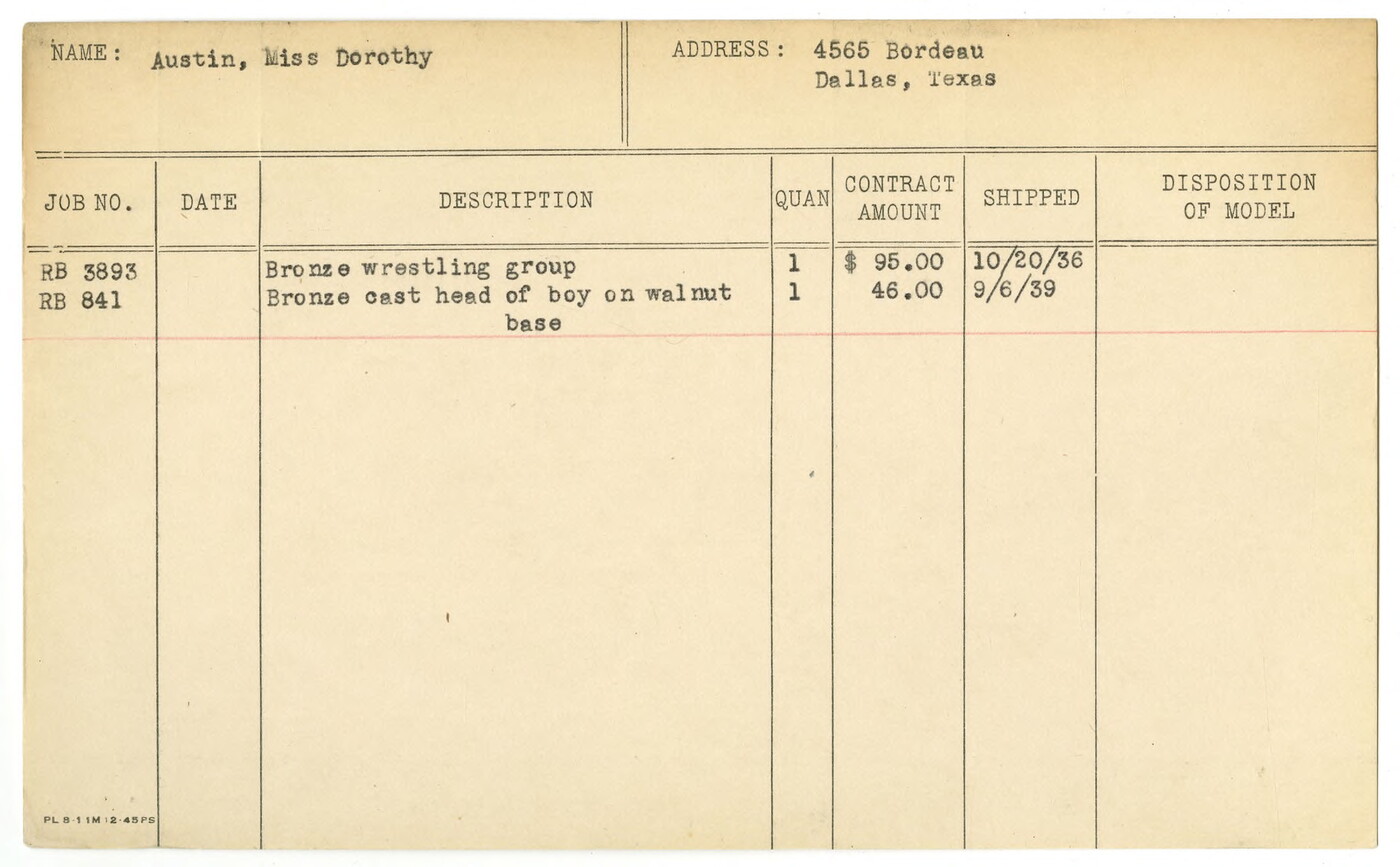 NAME: Austin, Miss Dorothy ADDRESS: 4565 Bordeau
Dallas, Texas
JOB NO. DATE DESCRIPTION QUAN CONTRACT AMOUNT SHIPPED DISPOSITION OF MODEL
RB 3893 Bronze wrestling group 1 $ 95.00 10/20/36
RB 841 Bronze cast head of boy on walnut 1 46.00 9/6/39
base
PL 8-1 1M 12-45 PS